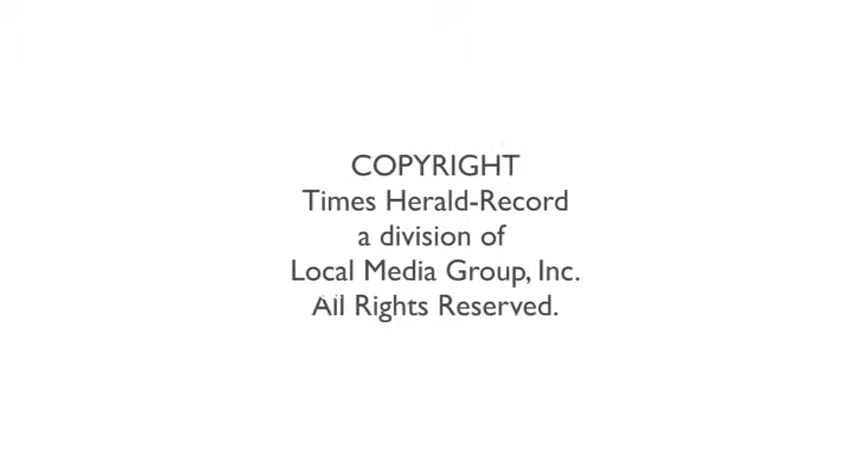 COPYRIGHT
Times Herald-Record
a division of
Local Media Group, Inc.
All Rights Reserved.